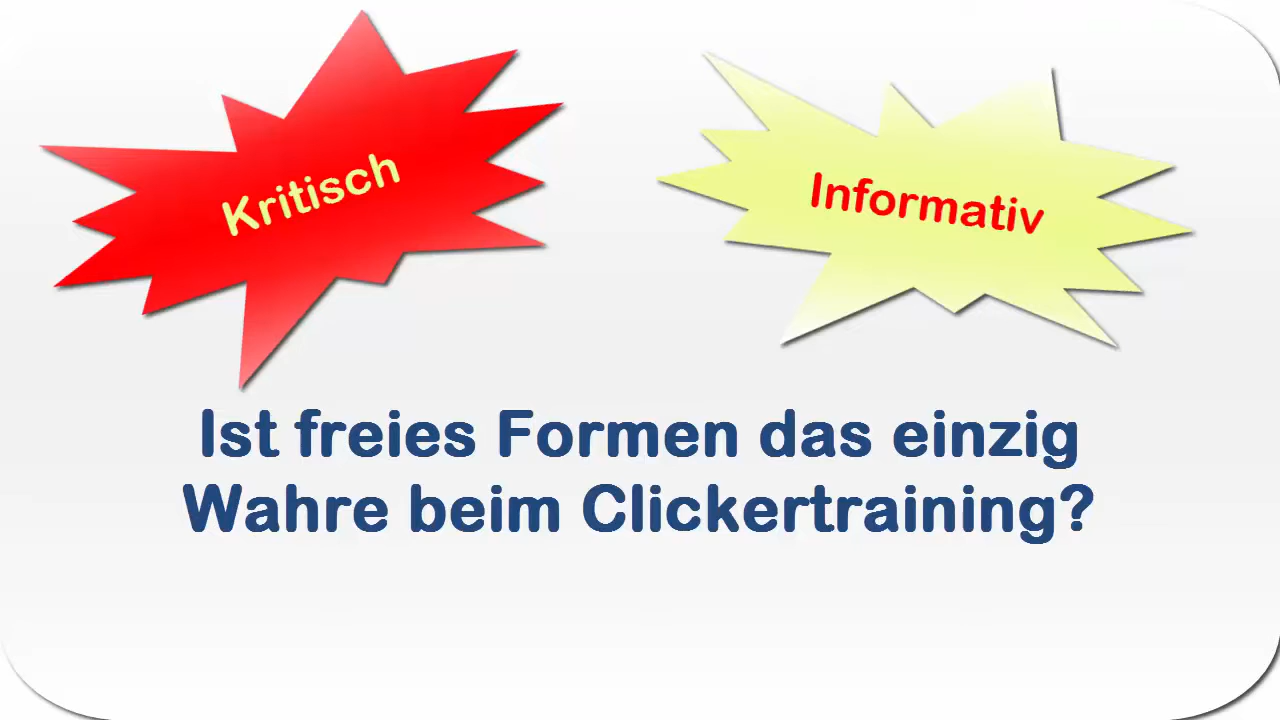 Kritisch
Informativ
Ist freies Formen das einzig
Wahre beim Clickertraining?